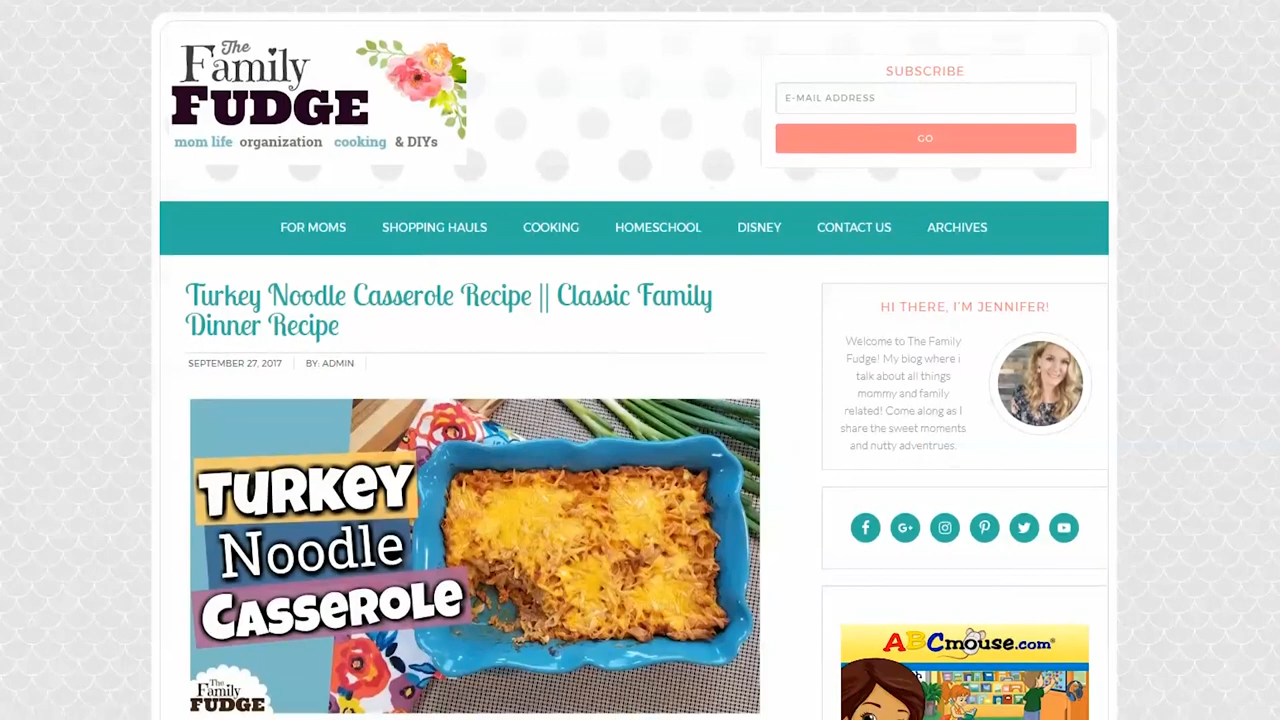 The
Family
FUDGE
mom life organization cooking & DIYs
SUBSCRIBE
E-MAIL ADDRESS
GO
FOR MOMS SHOPPING HAULS COOKING HOMESCHOOL DISNEY CONTACT US ARCHIVES
Turkey Noodle Casserole Recipe || Classic Family
Dinner Recipe
SEPTEMBER 27, 2017 BY: ADMIN
TURKEY
Noodle
CASSEROLE
The
Family
FUDGE
HI THERE, I'M JENNIFER!
Welcome to The Family
Fudge! My blog where i
talk about all things
mommy and family
related! Come along as I
share the sweet moments
and nutty adventrues.
f G+
ABCmouse.com®